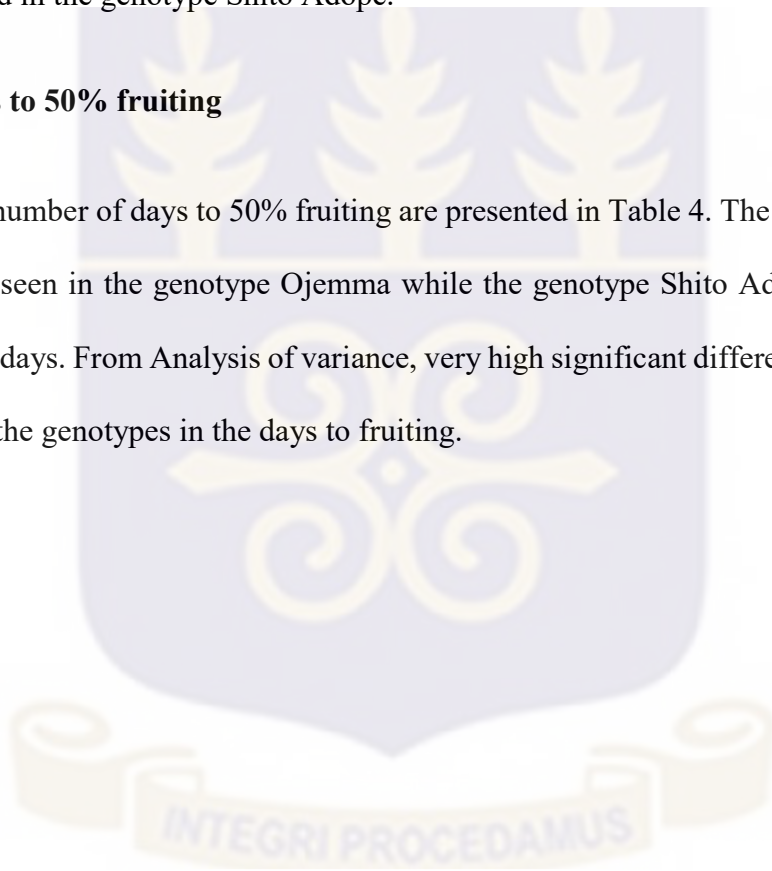 in the genotype Shito Adope.
to 50% fruiting
number of days to 50% fruiting are presented in Table 4. The
seen in the genotype Ojemma while the genotype Shito Ad
days. From Analysis of variance, very high significant differe
the genotypes in the days to fruiting.
INTEGRI PROCEDAMUS